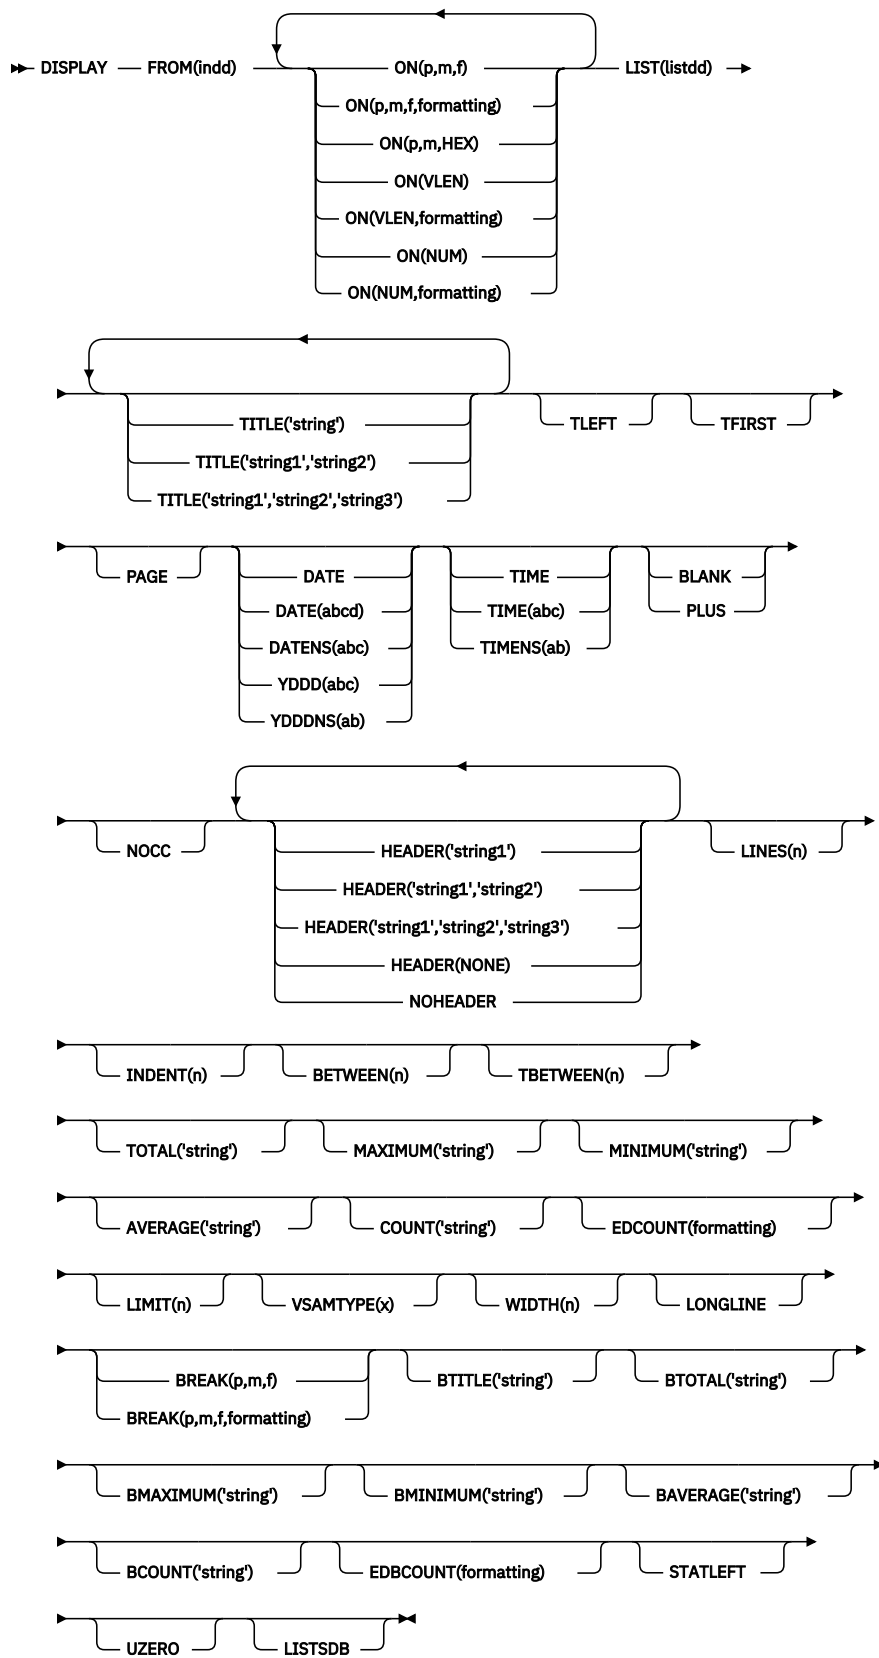 DISPLAY FROM(indd) ON(p,m,f) LIST(listdd)
ON(p,m,f,formatting)
ON(p,m,HEX)
ON(VLEN)
ON(VLEN,formatting)
ON(NUM)
ON(NUM,formatting)
TITLE('string') TLEFT TFIRST
TITLE('string1','string2')
TITLE('string1','string2','string3')
PAGE DATE TIME BLANK
DATE(abcd) TIME(abc) PLUS
DATENS(abc) TIMENS(ab)
YDDD(abc)
YDDDNS(ab)
NOCC HEADER('string1') LINES(n)
HEADER('string1','string2')
HEADER('string1','string2','string3')
HEADER(NONE)
NOHEADER
INDENT(n) BETWEEN(n) TBETWEEN(n)
TOTAL('string') MAXIMUM('string') MINIMUM('string')
AVERAGE('string') COUNT('string') EDCOUNT(formatting)
LIMIT(n) VSAMTYPE(x) WIDTH(n) LONGLINE
BREAK(p,m,f) BTITLE('string') BTOTAL('string')
BREAK(p,m,f,formatting)
BMAXIMUM('string') BMINIMUM('string') BAVERAGE('string')
BCOUNT('string') EDBCOUNT(formatting) STATLEFT
UZERO LISTSDB